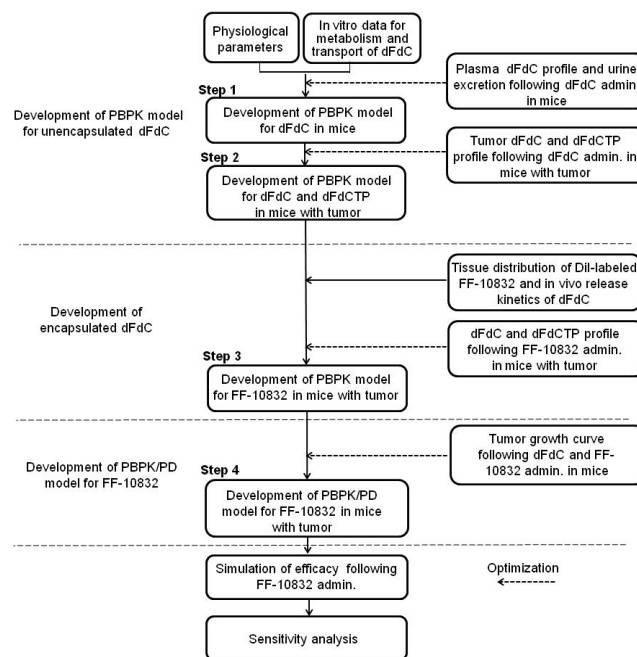 Physiological
parameters
In vitro data for
metabolism and
transport of dFdC
Step 1
Plasma dFdC profile and urine
excretion following dFdC admin.
in mice
Development of PBPK model
for unencapsulated dFdC
Development of PBPK model
for dFdC in mice
Step 2
Tumor dFdC and dFdCTP
profile following dFdC admin. in
mice with tumor
Development of PBPK model
for dFdC and dFdCTP
in mice with tumor
Tissue distribution of DiI-labeled
FF-10832 and in vivo release
kinetics of dFdC
Development of
encapsulated dFdC
dFdC and dFdCTP profile
following FF-10832 admin.
in mice with tumor
Step 3
Development of PBPK model
for FF-10832 in mice with tumor
Tumor growth curve
following dFdC and FF-
10832 admin. in mice
Development of PBPK/PD
model for FF-10832
Step 4
Development of PBPK/PD
model for FF-10832 in mice
with tumor
Simulation of efficacy following
FF-10832 admin.
Optimization
Sensitivity analysis